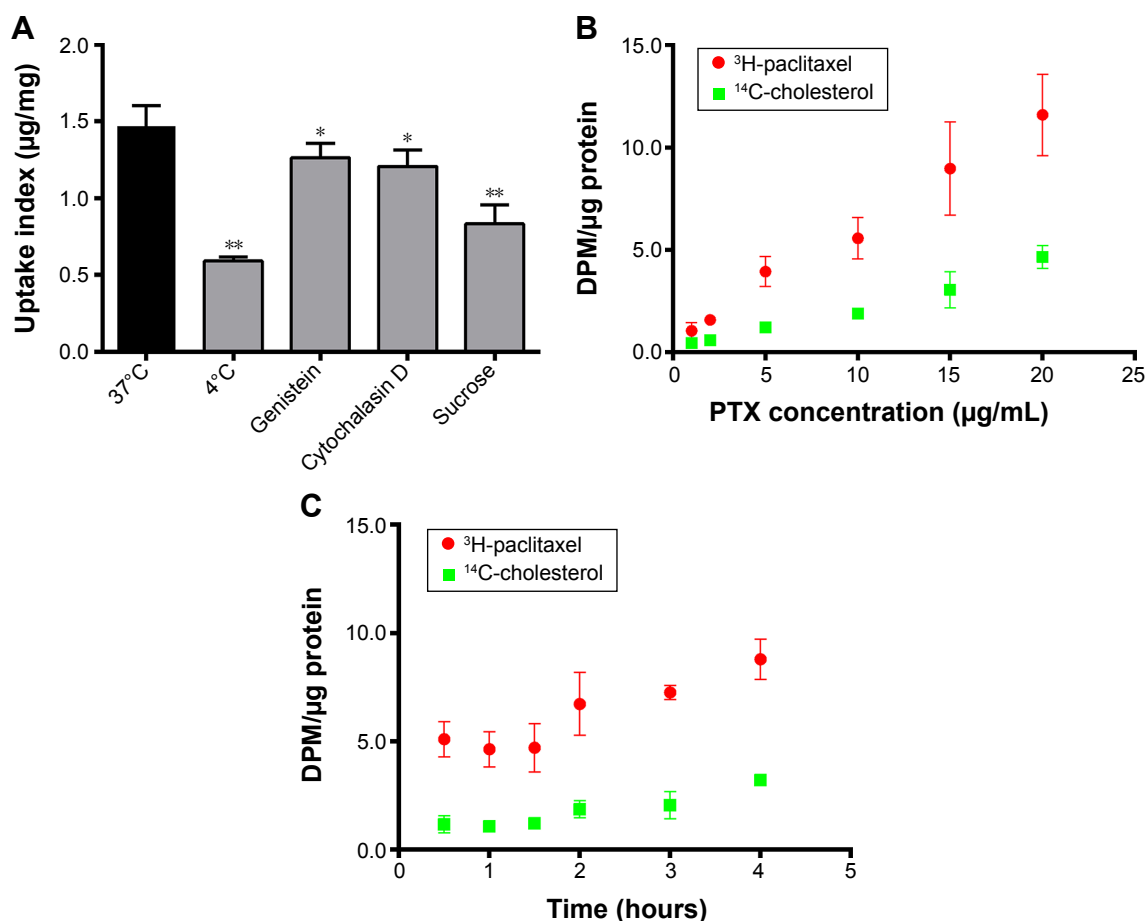 A
Uptake index (µg/mg)
2.0
1.5
1.0
0.5
0.0
**
*
*
**
37°C
4°C
Genistein
Cytochalasin D
Sucrose
B
DPM/µg protein
15.0
10.0
5.0
0.0
³H-paclitaxel
¹⁴C-cholesterol
0 5 10 15 20 25
PTX concentration (µg/mL)
C
DPM/µg protein
15.0
10.0
5.0
0.0
³H-paclitaxel
¹⁴C-cholesterol
0 1 2 3 4 5
Time (hours)